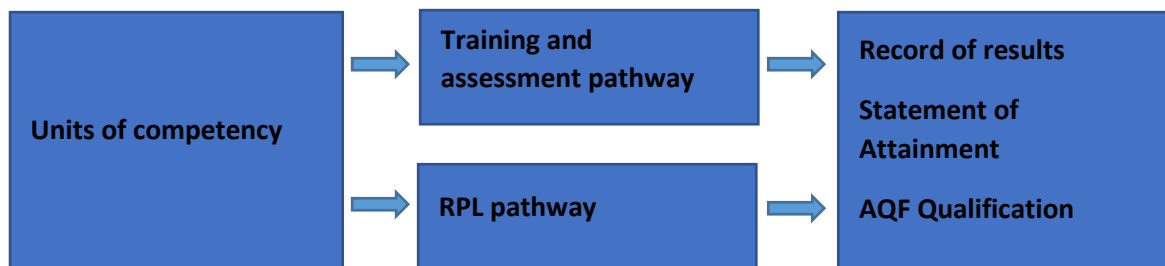 Units of competency
Training and
assessment pathway
RPL pathway
Record of results
Statement of
Attainment
AQF Qualification